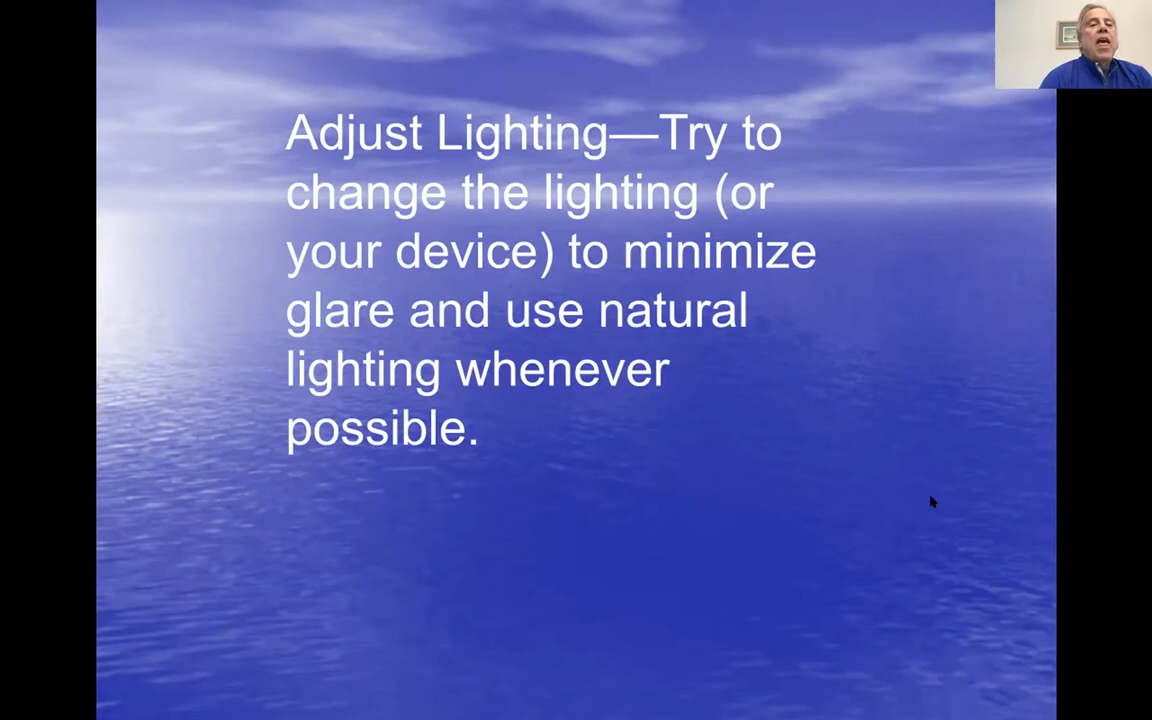 Adjust Lighting—Try to
change the lighting (or
your device) to minimize
glare and use natural
lighting whenever
possible.